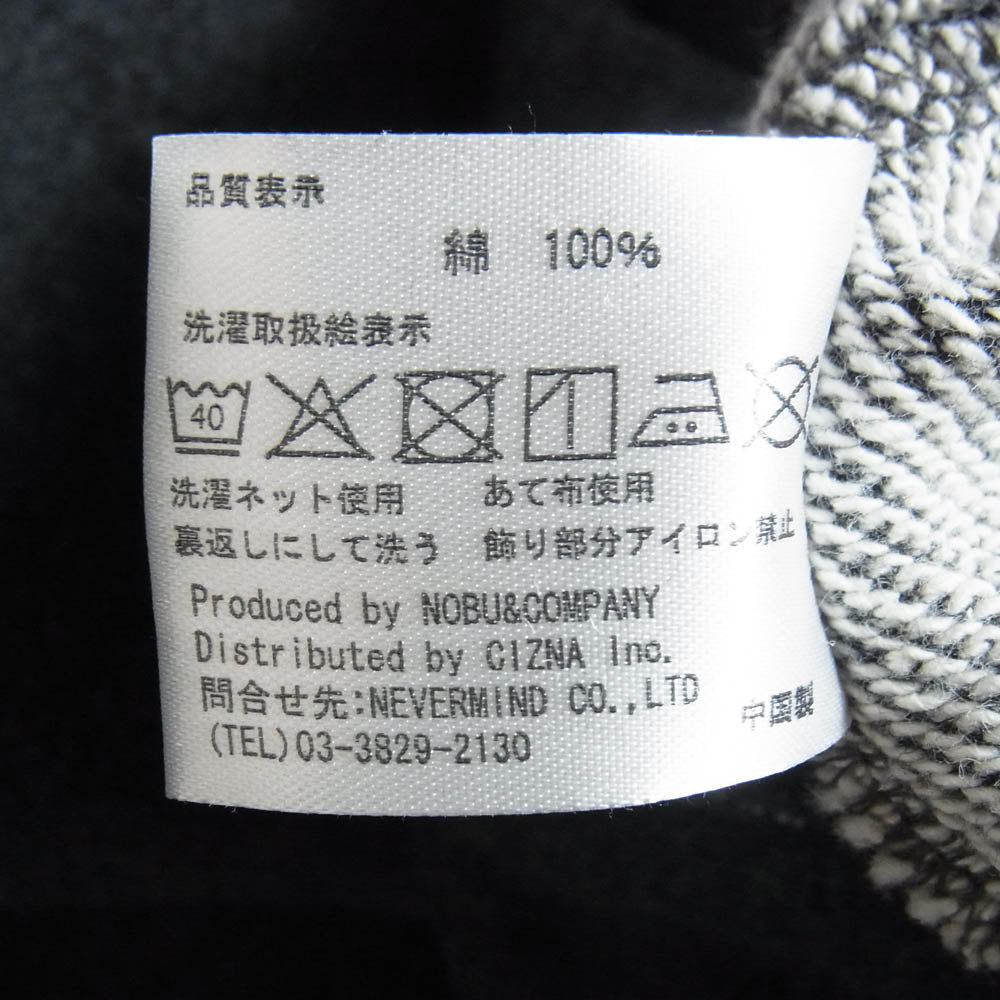 品質表示
綿 100%
洗濯取扱絵表示
40
洗濯ネット使用 あて布使用
裏返しにして洗う 飾り部分アイロン禁止
Produced by NOBU&COMPANY
Distributed by CIZNA Inc.
問合せ先:NEVERMIND CO.,LTD
(TEL)03-3829-2130
中国製